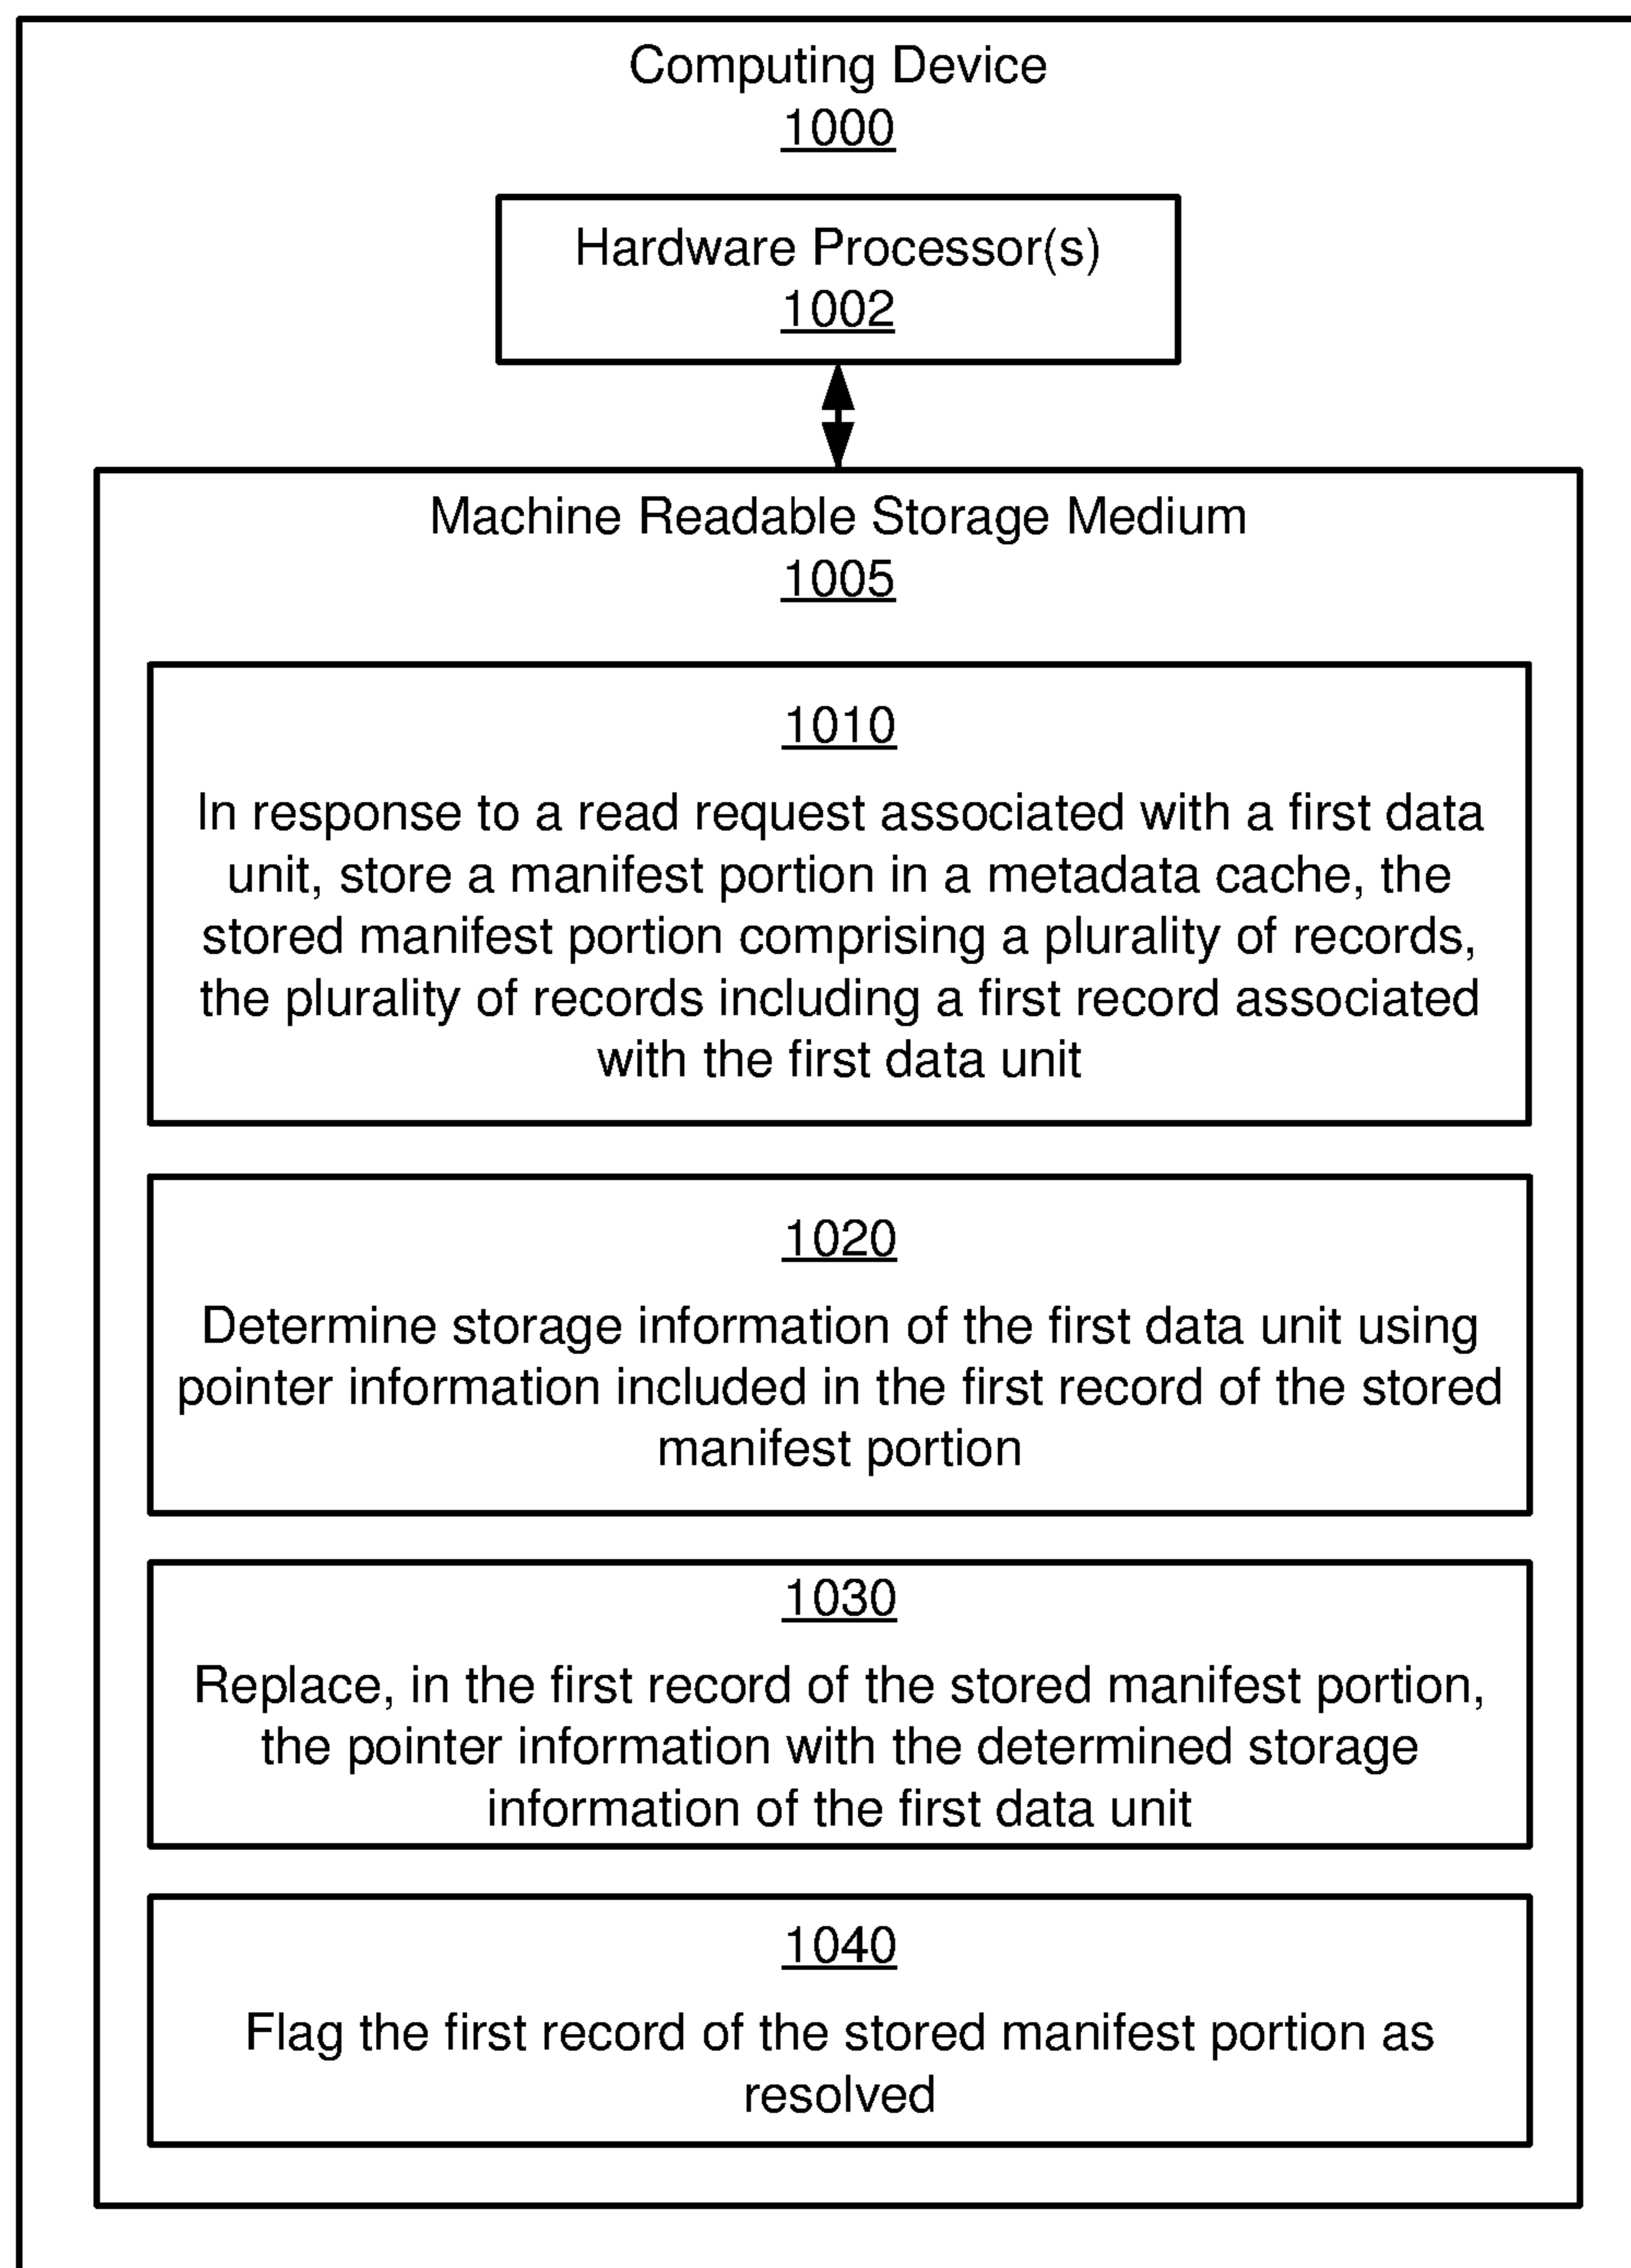 Computing Device
1000
Hardware Processor(s)
1002
Machine Readable Storage Medium
1005
1010
In response to a read request associated with a first data
unit, store a manifest portion in a metadata cache, the
stored manifest portion comprising a plurality of records,
the plurality of records including a first record associated
with the first data unit
1020
Determine storage information of the first data unit using
pointer information included in the first record of the stored
manifest portion
1030
Replace, in the first record of the stored manifest portion,
the pointer information with the determined storage
information of the first data unit
1040
Flag the first record of the stored manifest portion as
resolved